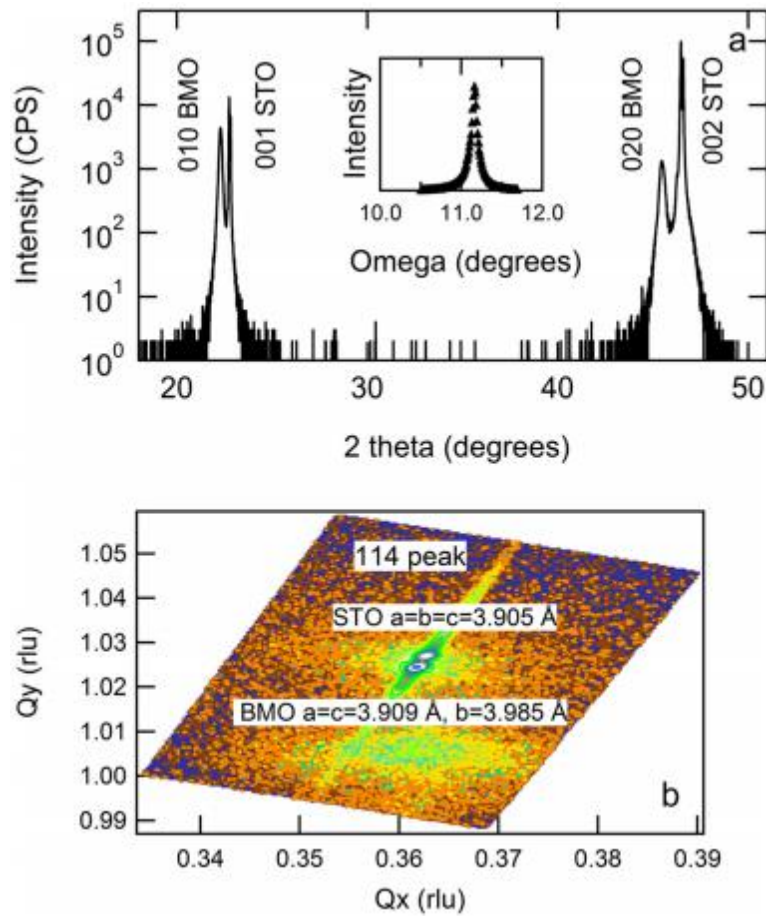 a
10⁵
10⁴
10³
10²
10¹
10⁰
Intensity (CPS)
010 BMO
001 STO
020 BMO
002 STO
Intensity
10.0 11.0 12.0
Omega (degrees)
20 30 40 50
2 theta (degrees)
1.05
1.04
1.03
1.02
1.00
0.99
Qy (rlu)
114 peak
STO a=b=c=3.905 Å
BMO a=c=3.909 Å, b=3.985 Å
b
0.34 0.35 0.36 0.37 0.38 0.39
Qx (rlu)